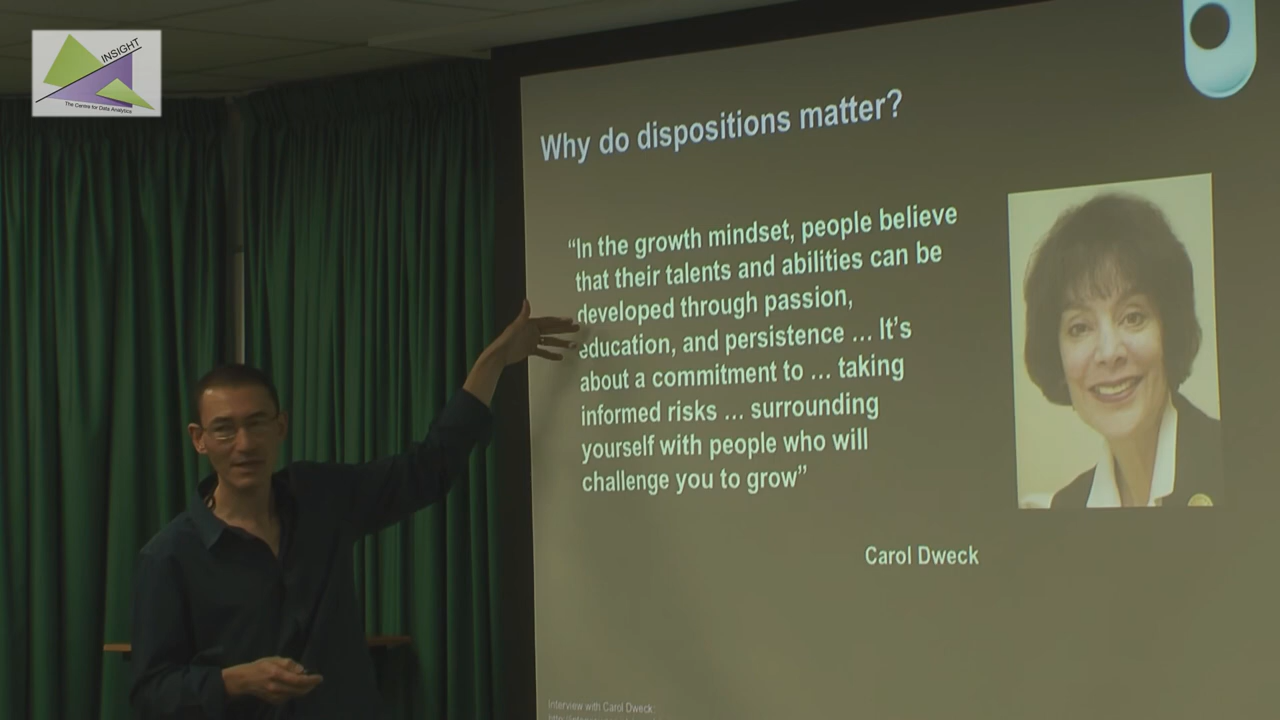 INSIGHT
The Centre for Data Analytics
Why do dispositions matter?
“In the growth mindset, people believe
that their talents and abilities can be
developed through passion,
education, and persistence ... It’s
about a commitment to ... taking
informed risks ... surrounding
yourself with people who will
challenge you to grow”
Carol Dweck
Interview with Carol Dweck: